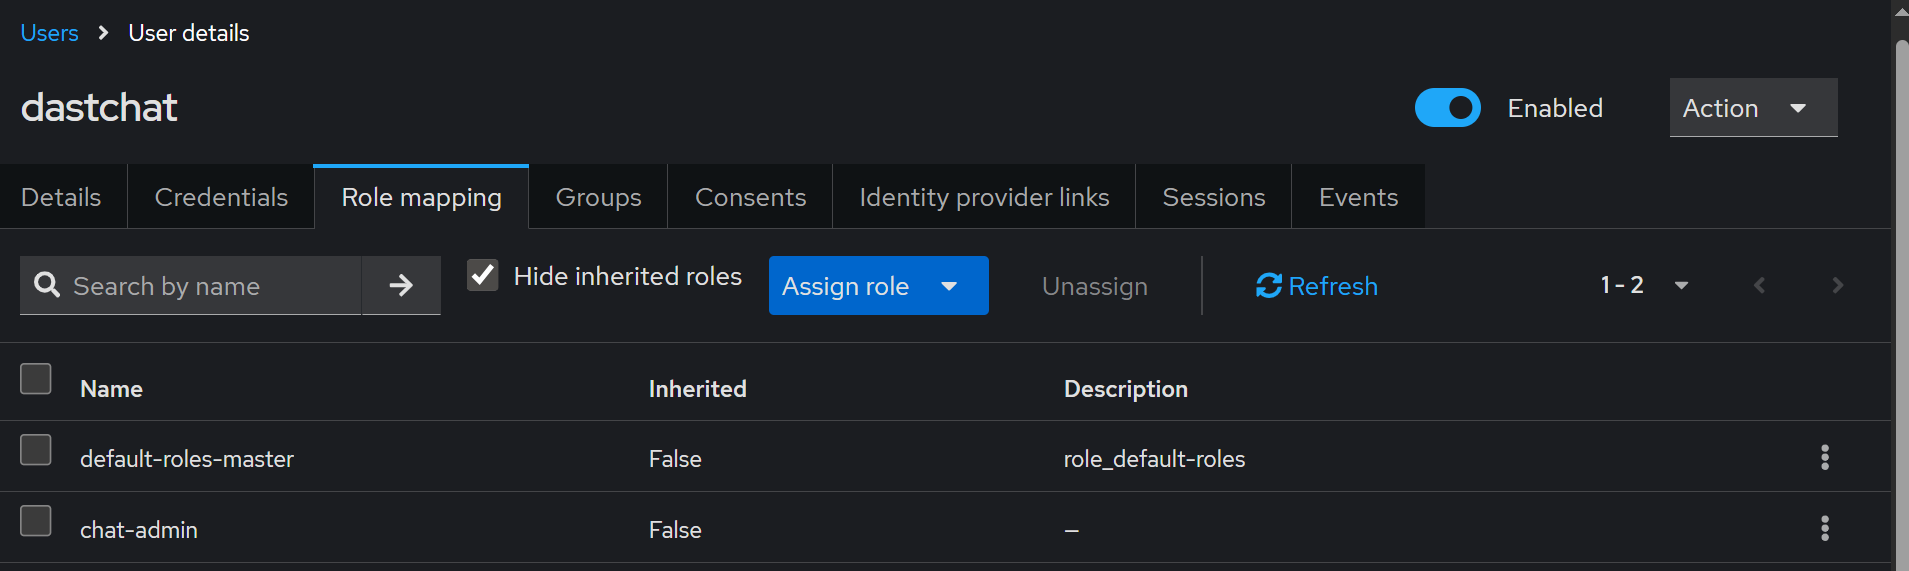 Users > User details
dastchat
Enabled
Action
Details Credentials Role mapping Groups Consents Identity provider links Sessions Events
Search by name
Hide inherited roles
Assign role
Unassign
Refresh
1 - 2
Name Inherited Description
default-roles-master False role_default-roles
chat-admin False –